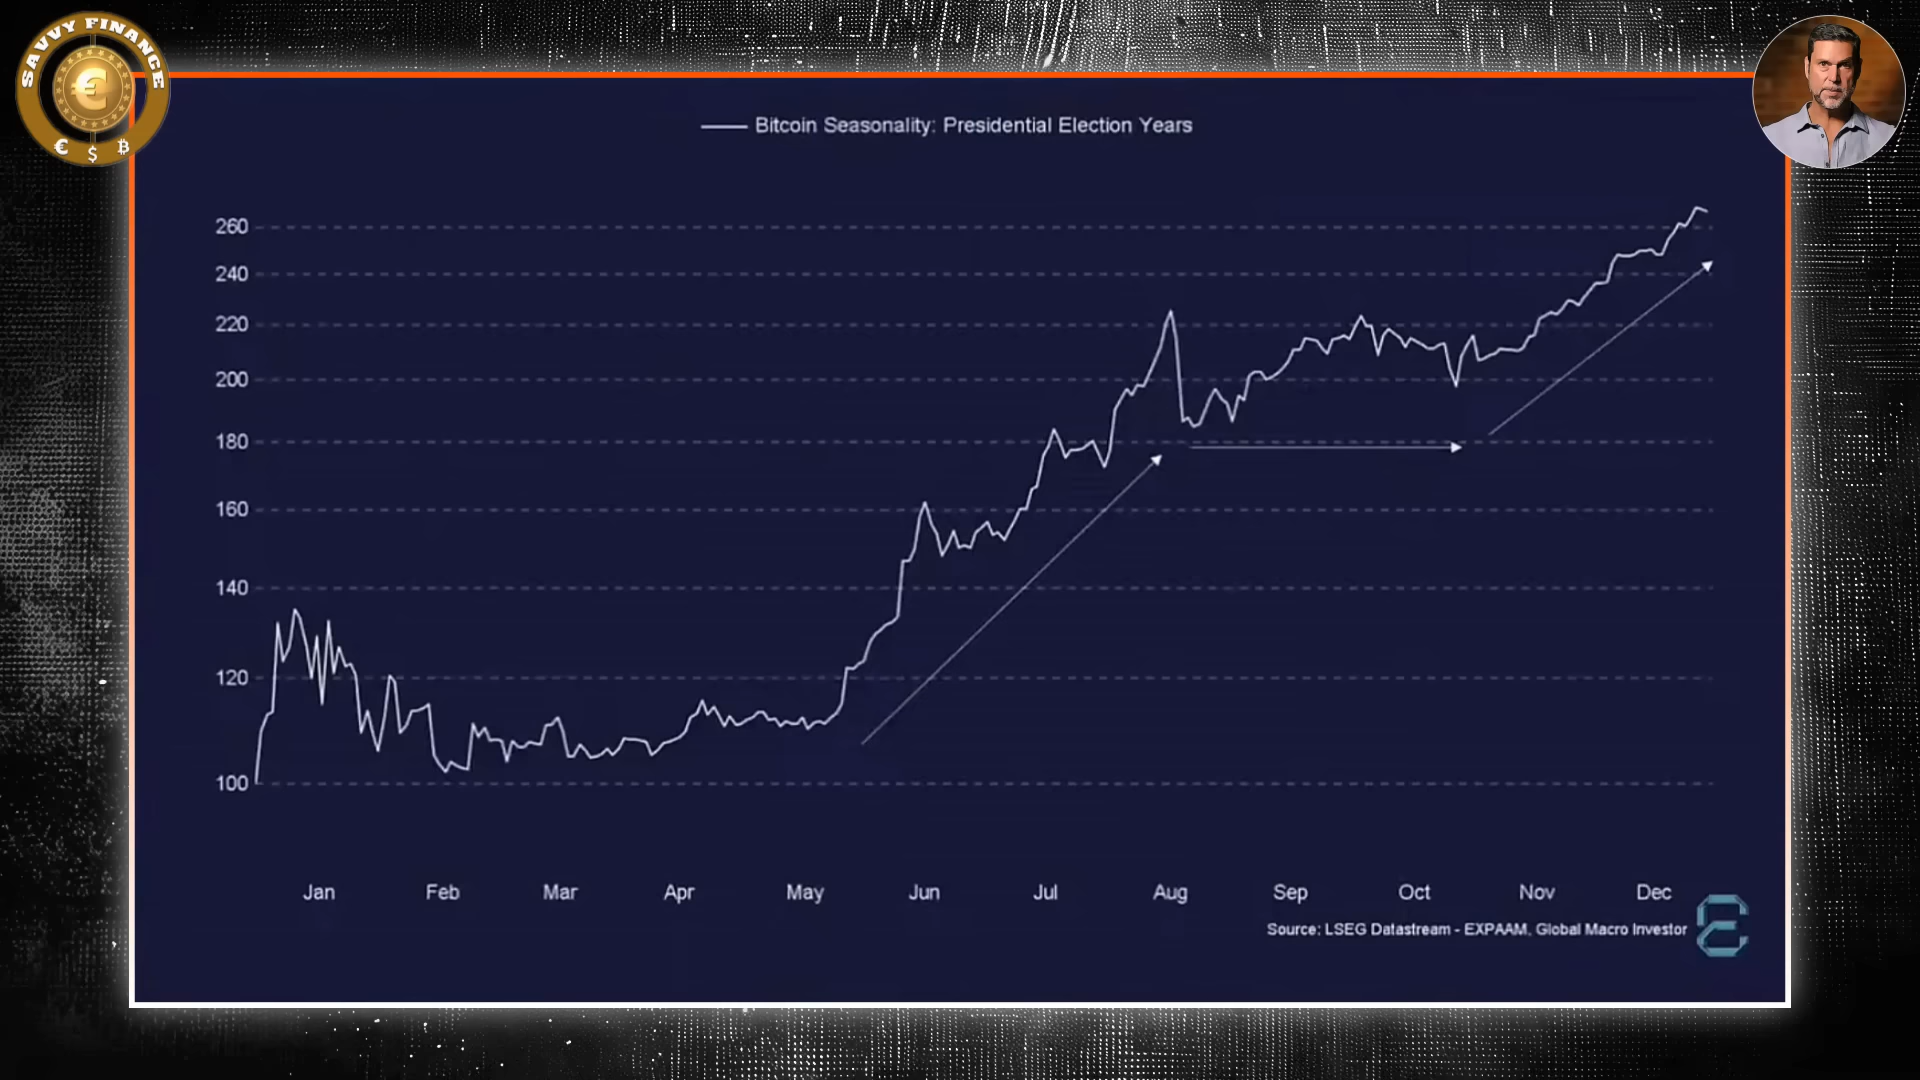 SAVVY FINANCE
€
€ $ ₿
Bitcoin Seasonality: Presidential Election Years
260
240
220
200
180
160
140
120
100
Jan Feb Mar Apr May Jun Jul Aug Sep Oct Nov Dec
Source: LSEG Datastream - EXPAAM, Global Macro Investor